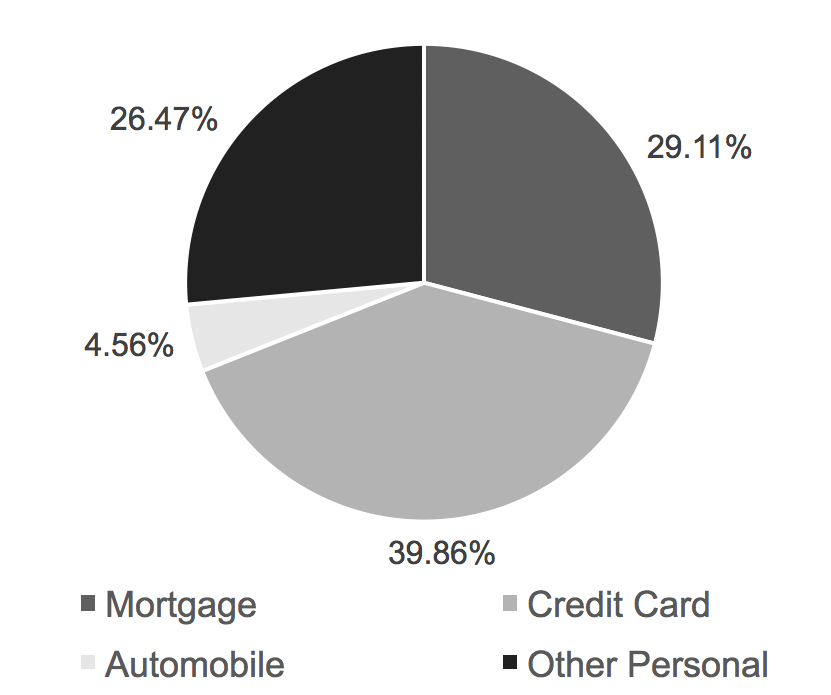 26.47%
29.11%
4.56%
39.86%
Mortgage
Credit Card
Automobile
Other Personal